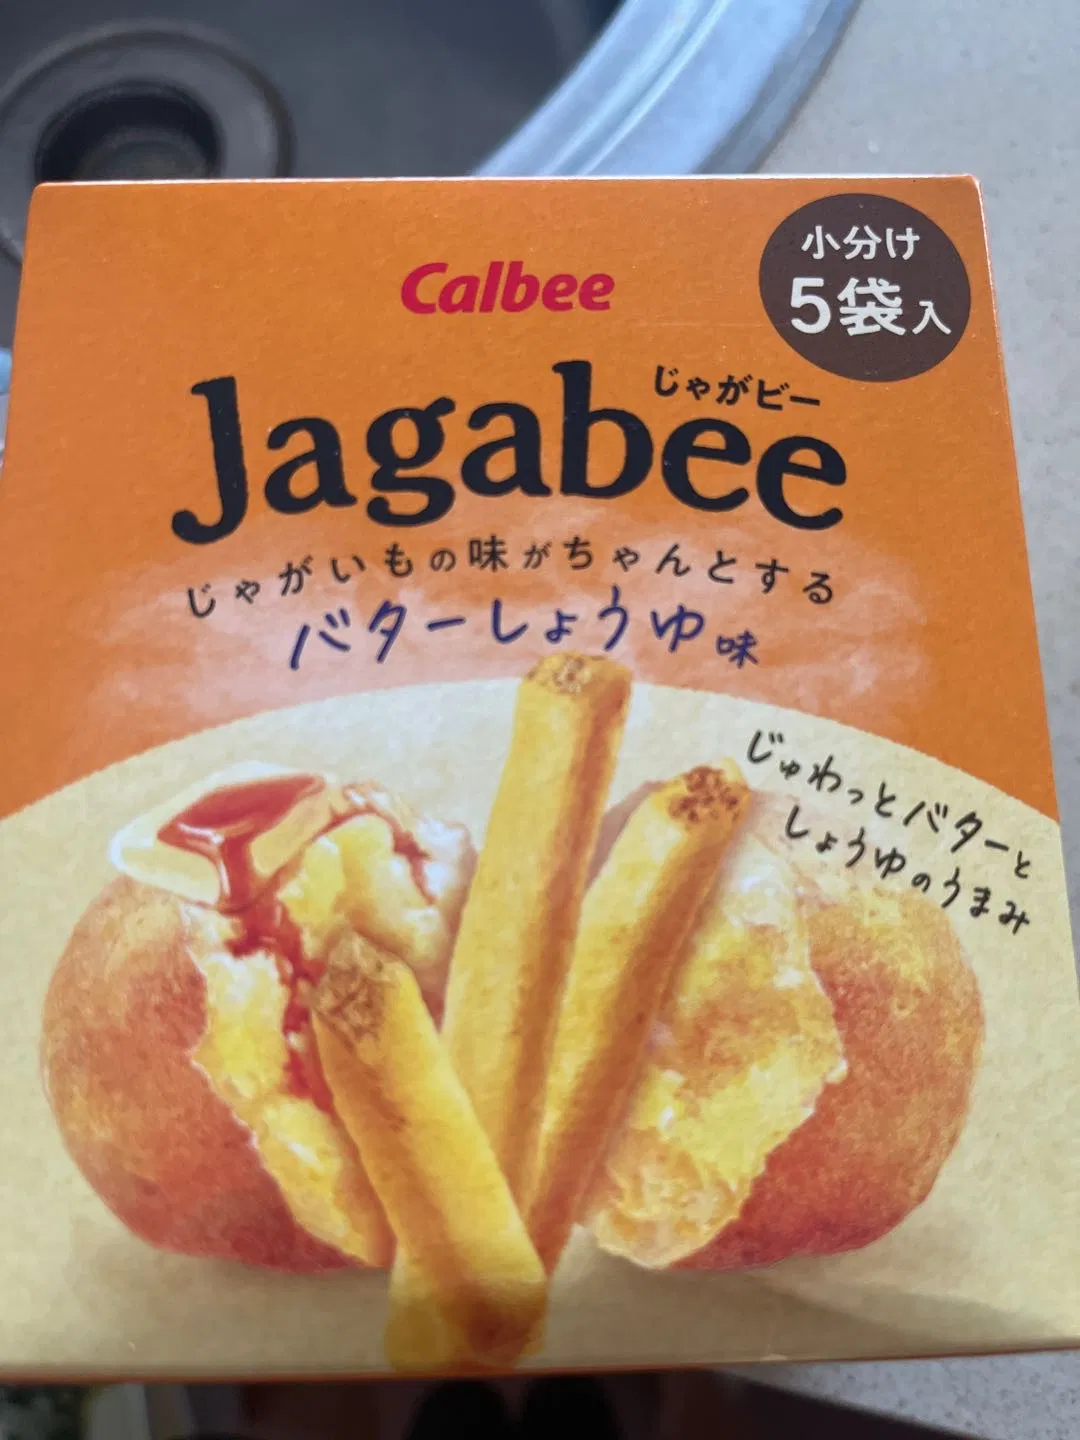 小分け
5袋入
Calbee
じゃがビー
Jagabee
じゃがいもの味がちゃんとする
バターしょうゆ味
じゅわっとバターと
しょうゆのうまみ